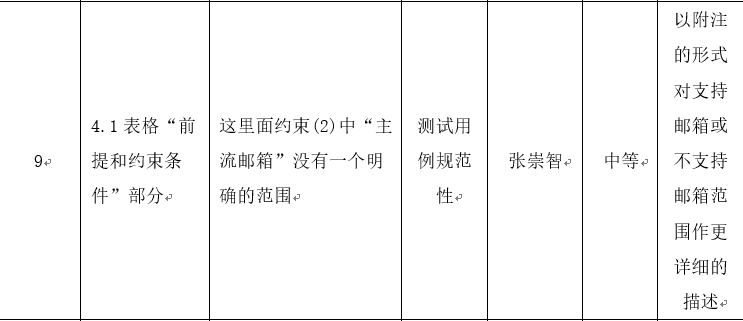 9
4.1 表格“前
提和约束条
件”部分
这里面约束(2)中“主
流邮箱”没有一个明
确的范围
测试用
例规范
性
张崇智
中等
以附注
的形式
对支持
邮箱或
不支持
邮箱范
围作更
详细的
描述